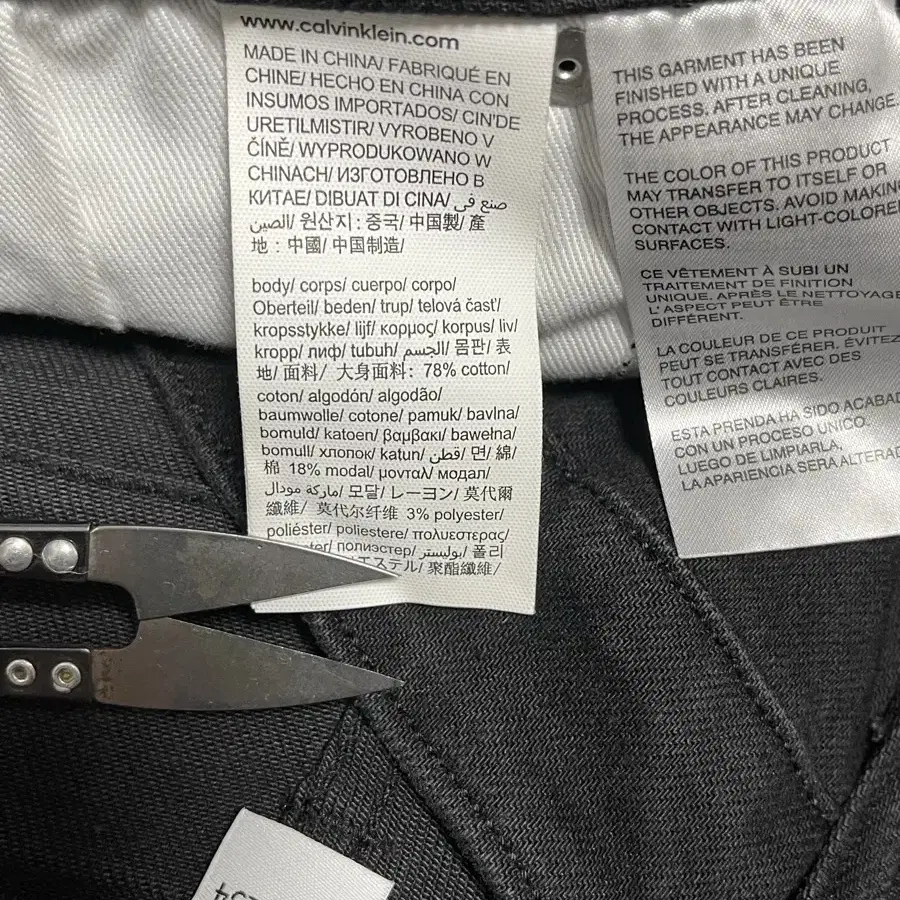 www.calvinklein.com
MADE IN CHINA/ FABRIQUÉ EN
CHINE/ HECHO EN CHINA CON
INSUMOS IMPORTADOS/ CIN'DE
URETILMISTIR/ VYROBENO V
ČÍNĚ/ WYPRODUKOWANO W
CHINACH/ ИЗГОТОВЛЕНО В
КИТАЕ/ DIBUAT DI CINA/ صنع في
الصين/ 원산지 : 중국/ 中国製/ 產
地 : 中國/ 中国制造/
body/ corps/ cuerpo/ corpo/
Oberteil/ beden/ trup/ telová časť/
kropsstykke/ lijf/ κορμος/ korpus/ liv/
kropp/ лиф/ tubuh/ الجسم/ 몸판/ 表
地/ 面料/ 大身面料: 78% cotton/
coton/ algodón/ algodão/
baumwolle/ cotone/ pamuk/ bavlna/
bomuld/ katoen/ βαμβακι/ bawełna/
bomull/ хлопок/ katun/ قطن/ 면/ 綿/
棉 18% modal/ μονταλ/ модал/
ماركة مودال/ 모달/ レーヨン/ 莫代爾
纖維/ 莫代尔纤维 3% polyester/
poliéster/ poliestere/ πολυεστερας/
полиэстер/ بوليستر/ 폴리
エステル/ 聚酯纖維/
THIS GARMENT HAS BEEN
FINISHED WITH A UNIQUE
PROCESS. AFTER CLEANING,
THE APPEARANCE MAY CHANGE.
THE COLOR OF THIS PRODUCT
MAY TRANSFER TO ITSELF OR
OTHER OBJECTS. AVOID MAKING
CONTACT WITH LIGHT-COLORED
SURFACES.
CE VÊTEMENT À SUBI UN
TRAITEMENT DE FINITION
UNIQUE. APRÈS LE NETTOYAGE
L'ASPECT PEUT ÊTRE
DIFFÉRENT.
LA COULEUR DE CE PRODUIT
PEUT SE TRANSFÉRER. ÉVITEZ
TOUT CONTACT AVEC DES
COULEURS CLAIRES.
ESTA PRENDA HA SIDO ACABAD
CON UN PROCESO UNICO.
LUEGO DE LIMPIARLA,
LA APARIENCIA SERA ALTERAD